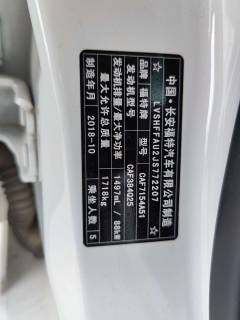 中国·长安福特汽车有限公司制造
☆LVSHFFAU2JS772207☆
品牌 福特牌 型号 CAF7154A51
发动机型号 CAF384Q25
发动机排量/最大净功率 1497mL / 88kW
最大允许总质量 1718kg
制造年月 2018-10 乘坐人数 5